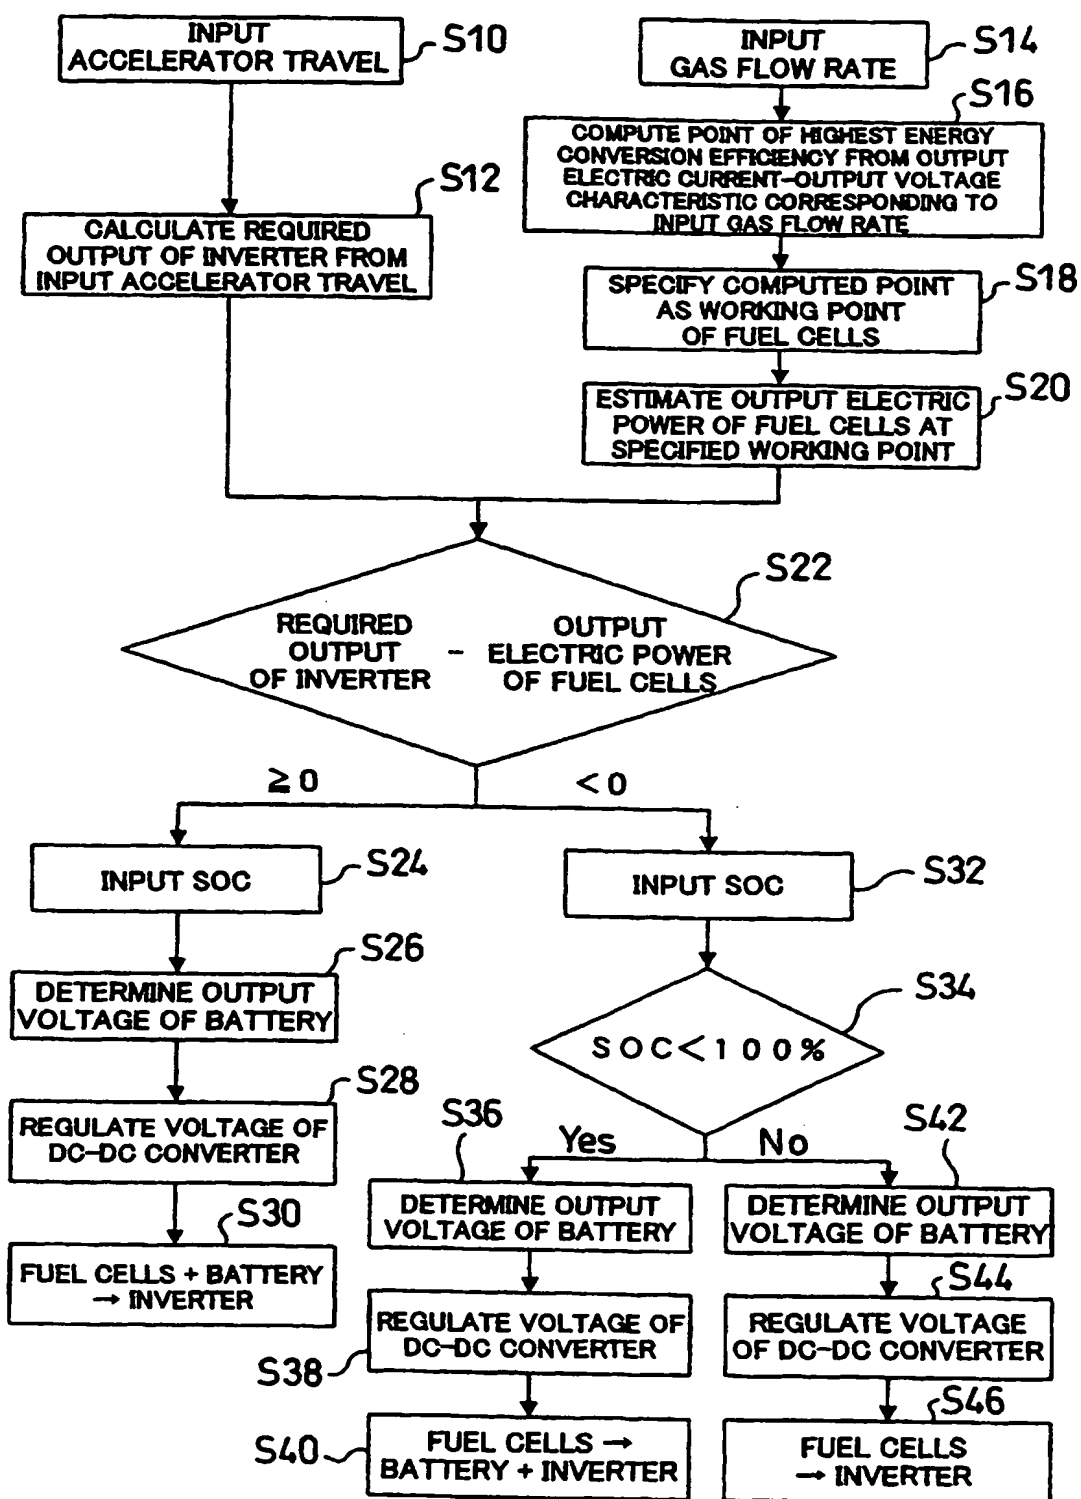 INPUT
ACCELERATOR TRAVEL
S10
INPUT
GAS FLOW RATE
S14
S16
COMPUTE POINT OF HIGHEST ENERGY
CONVERSION EFFICIENCY FROM OUTPUT
ELECTRIC CURRENT-OUTPUT VOLTAGE
CHARACTERISTIC CORRESPONDING TO
INPUT GAS FLOW RATE
S12
CALCULATE REQUIRED
OUTPUT OF INVERTER FROM
INPUT ACCELERATOR TRAVEL
S18
SPECIFY COMPUTED POINT
AS WORKING POINT
OF FUEL CELLS
S20
ESTIMATE OUTPUT ELECTRIC
POWER OF FUEL CELLS AT
SPECIFIED WORKING POINT
S22
REQUIRED
OUTPUT
OF INVERTER
-
OUTPUT
ELECTRIC POWER
OF FUEL CELLS
≥0
<0
INPUT SOC
S24
INPUT SOC
S32
S26
DETERMINE OUTPUT
VOLTAGE OF BATTERY
S34
SOC<100%
S28
REGULATE VOLTAGE OF
DC-DC CONVERTER
S30
FUEL CELLS + BATTERY
→ INVERTER
Yes
No
S36
DETERMINE OUTPUT
VOLTAGE OF BATTERY
S42
DETERMINE OUTPUT
VOLTAGE OF BATTERY
REGULATE VOLTAGE OF
DC-DC CONVERTER
S38
S44
REGULATE VOLTAGE
OF DC-DC CONVERTER
S40
FUEL CELLS →
BATTERY + INVERTER
S46
FUEL CELLS
→ INVERTER